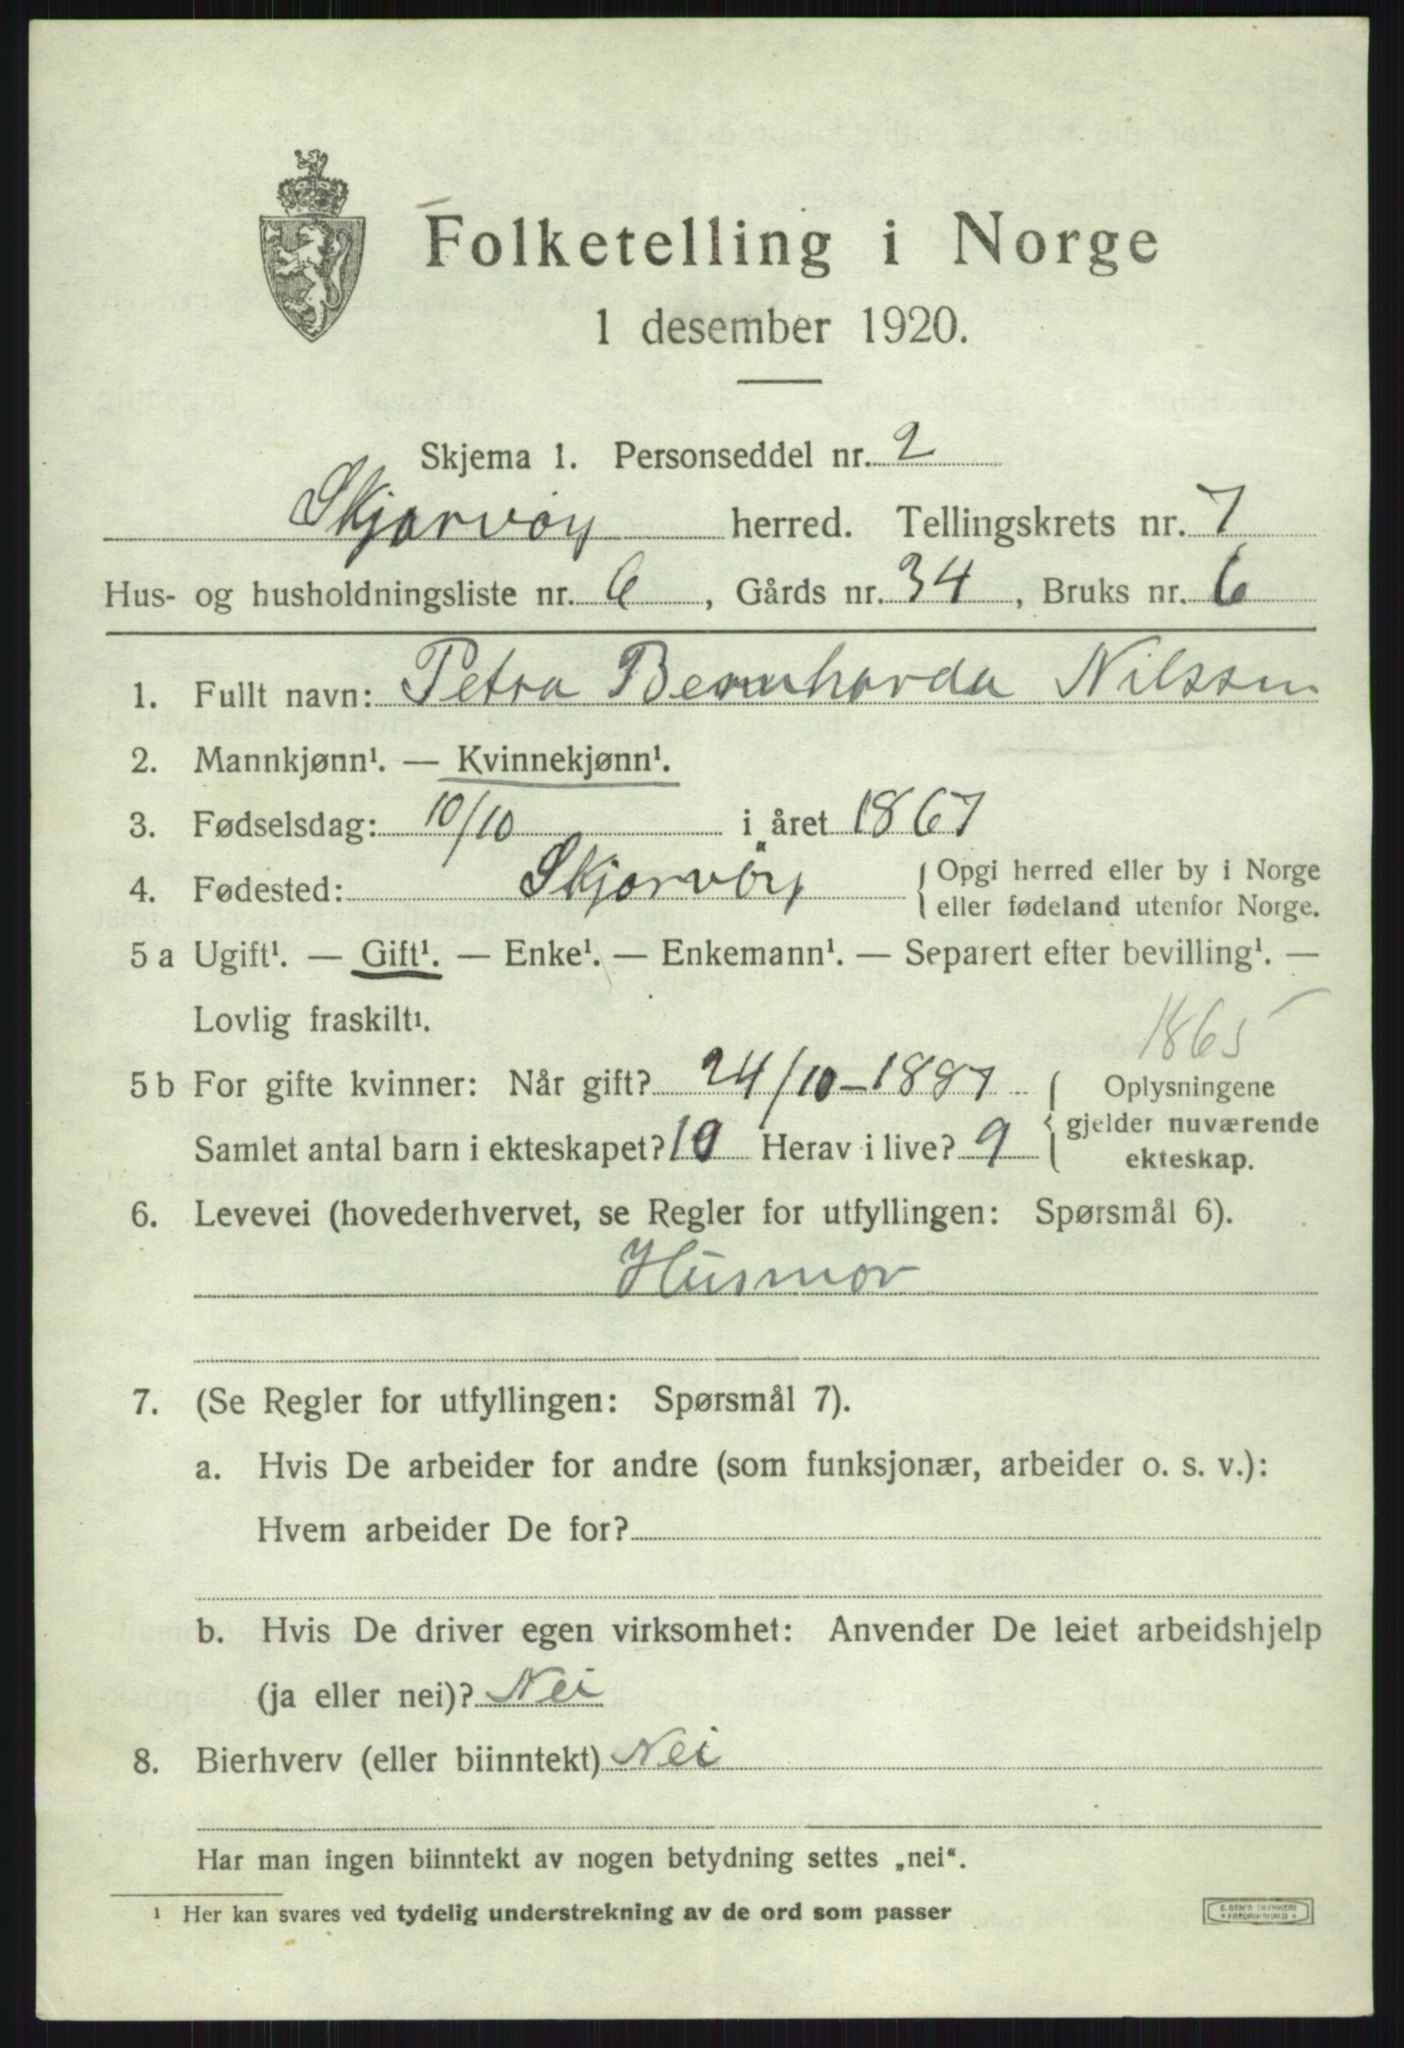 Folketelling i Norge
1 desember 1920.
Skjema 1. Personseddel nr. 2
Skjervöy herred. Tellingskrets nr. 7
Hus- og husholdningsliste nr. 6, Gårds nr. 34, Bruks nr. 6
1. Fullt navn: Petra Bernharda Nilssen
2. Mannkjønn¹. — Kvinnekjønn¹.
3. Fødselsdag: 10/10 i året 1867
4. Fødested: Skjervöy {Opgi herred eller by i Norge
eller fødeland utenfor Norge.
5 a Ugift¹. — Gift¹. — Enke¹. — Enkemann¹. — Separert efter bevilling¹. —
Lovlig fraskilt¹.
1865
5 b For gifte kvinner: Når gift? 24/10-1887 { Oplysningene
gjelder nuværende
Samlet antal barn i ekteskapet? 10 Herav i live? 9
ekteskap.
6. Levevei (hovederhvervet, se Regler for utfyllingen: Spørsmål 6).
Husmor
7. (Se Regler for utfyllingen: Spørsmål 7).
a. Hvis De arbeider for andre (som funksjonær, arbeider o. s. v.):
Hvem arbeider De for?
b. Hvis De driver egen virksomhet: Anvender De leiet arbeidshjelp
(ja eller nei)? Nei
8. Bierhverv (eller biinntekt) Nei
Har man ingen biinntekt av nogen betydning settes „nei“.
¹ Her kan svares ved tydelig understrekning av de ord som passer